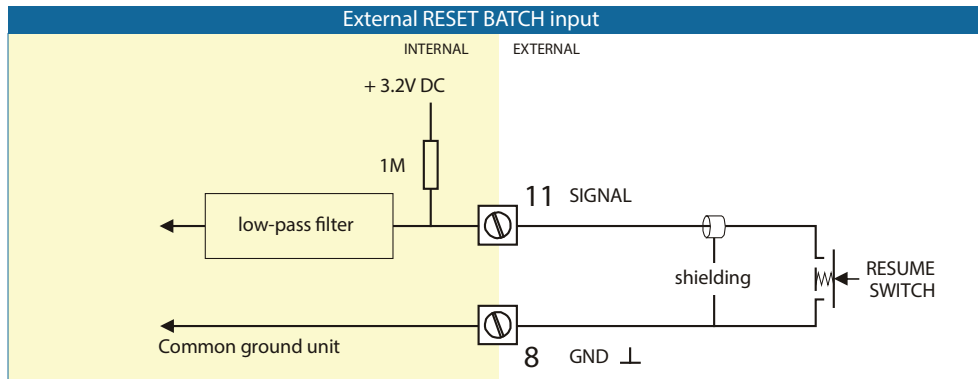 External RESET BATCH input
INTERNAL EXTERNAL
+ 3.2V DC
1M
11 SIGNAL
low-pass filter
shielding
RESUME
SWITCH
Common ground unit
8 GND